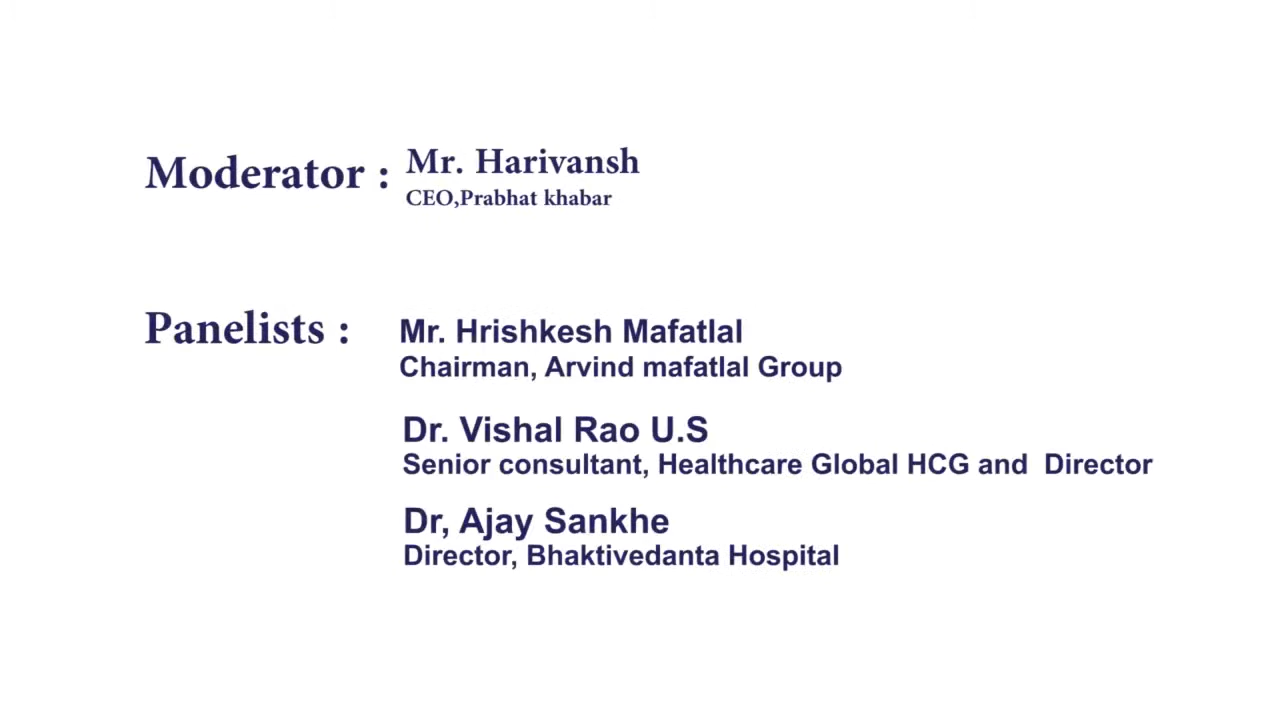 Moderator : Mr. Harivansh
CEO,Prabhat khabar
Panelists : Mr. Hrishkesh Mafatlal
Chairman, Arvind mafatlal Group
Dr. Vishal Rao U.S
Senior consultant, Healthcare Global HCG and  Director
Dr, Ajay Sankhe
Director, Bhaktivedanta Hospital